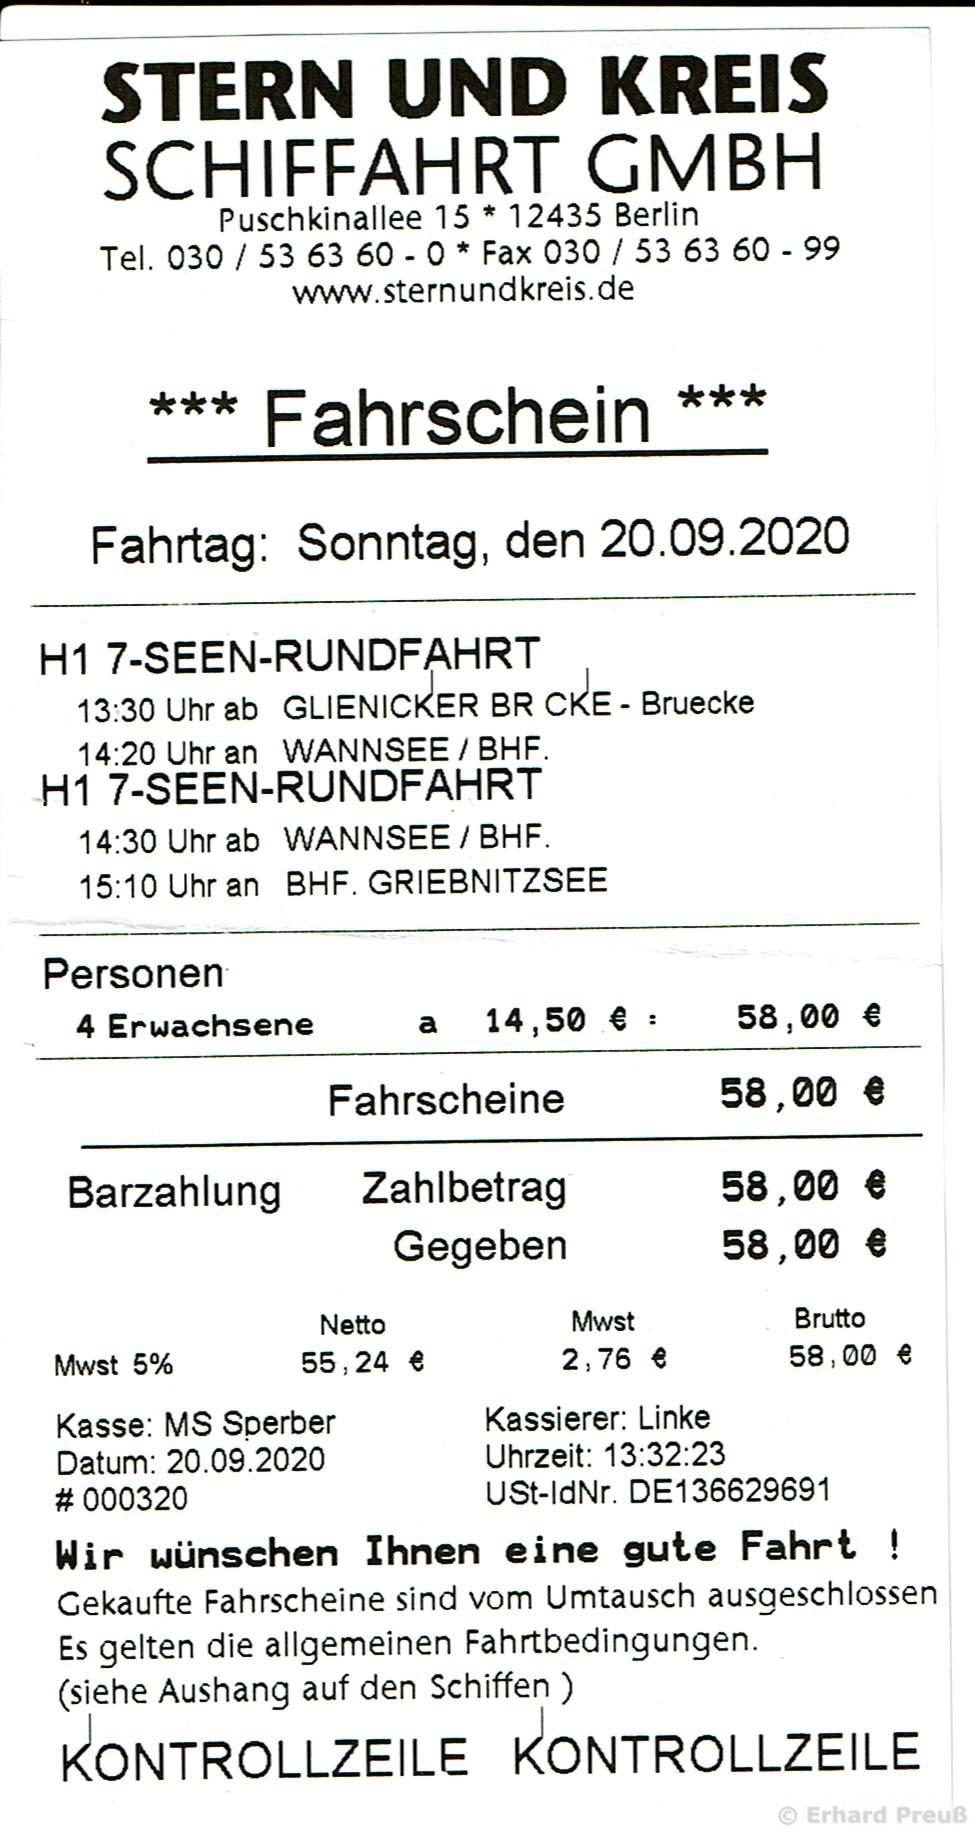 STERN UND KREIS
SCHIFFAHRT GMBH
Puschkinallee 15 * 12435 Berlin
Tel. 030 / 53 63 60 - 0 * Fax 030 / 53 63 60 - 99
www.sternundkreis.de
*** Fahrschein ***
Fahrtag: Sonntag, den 20.09.2020
H1 7-SEEN-RUNDFAHRT
13:30 Uhr ab GLIENICKER BR CKE - Bruecke
14:20 Uhr an WANNSEE / BHF.
H1 7-SEEN-RUNDFAHRT
14:30 Uhr ab WANNSEE / BHF.
15:10 Uhr an BHF. GRIEBNITZSEE
Personen
4 Erwachsene a 14,50 € : 58,00 €
Fahrscheine 58,00 €
Barzahlung Zahlbetrag 58,00 €
Gegeben 58,00 €
Netto Mwst Brutto
Mwst 5% 55,24 € 2,76 € 58,00 €
Kasse: MS Sperber Kassierer: Linke
Datum: 20.09.2020 Uhrzeit: 13:32:23
# 000320 USt-IdNr. DE136629691
Wir wünschen Ihnen eine gute Fahrt !
Gekaufte Fahrscheine sind vom Umtausch ausgeschlossen
Es gelten die allgemeinen Fahrtbedingungen.
(siehe Aushang auf den Schiffen )
KONTROLLZEILE KONTROLLZEILE
© Erhard Preuß